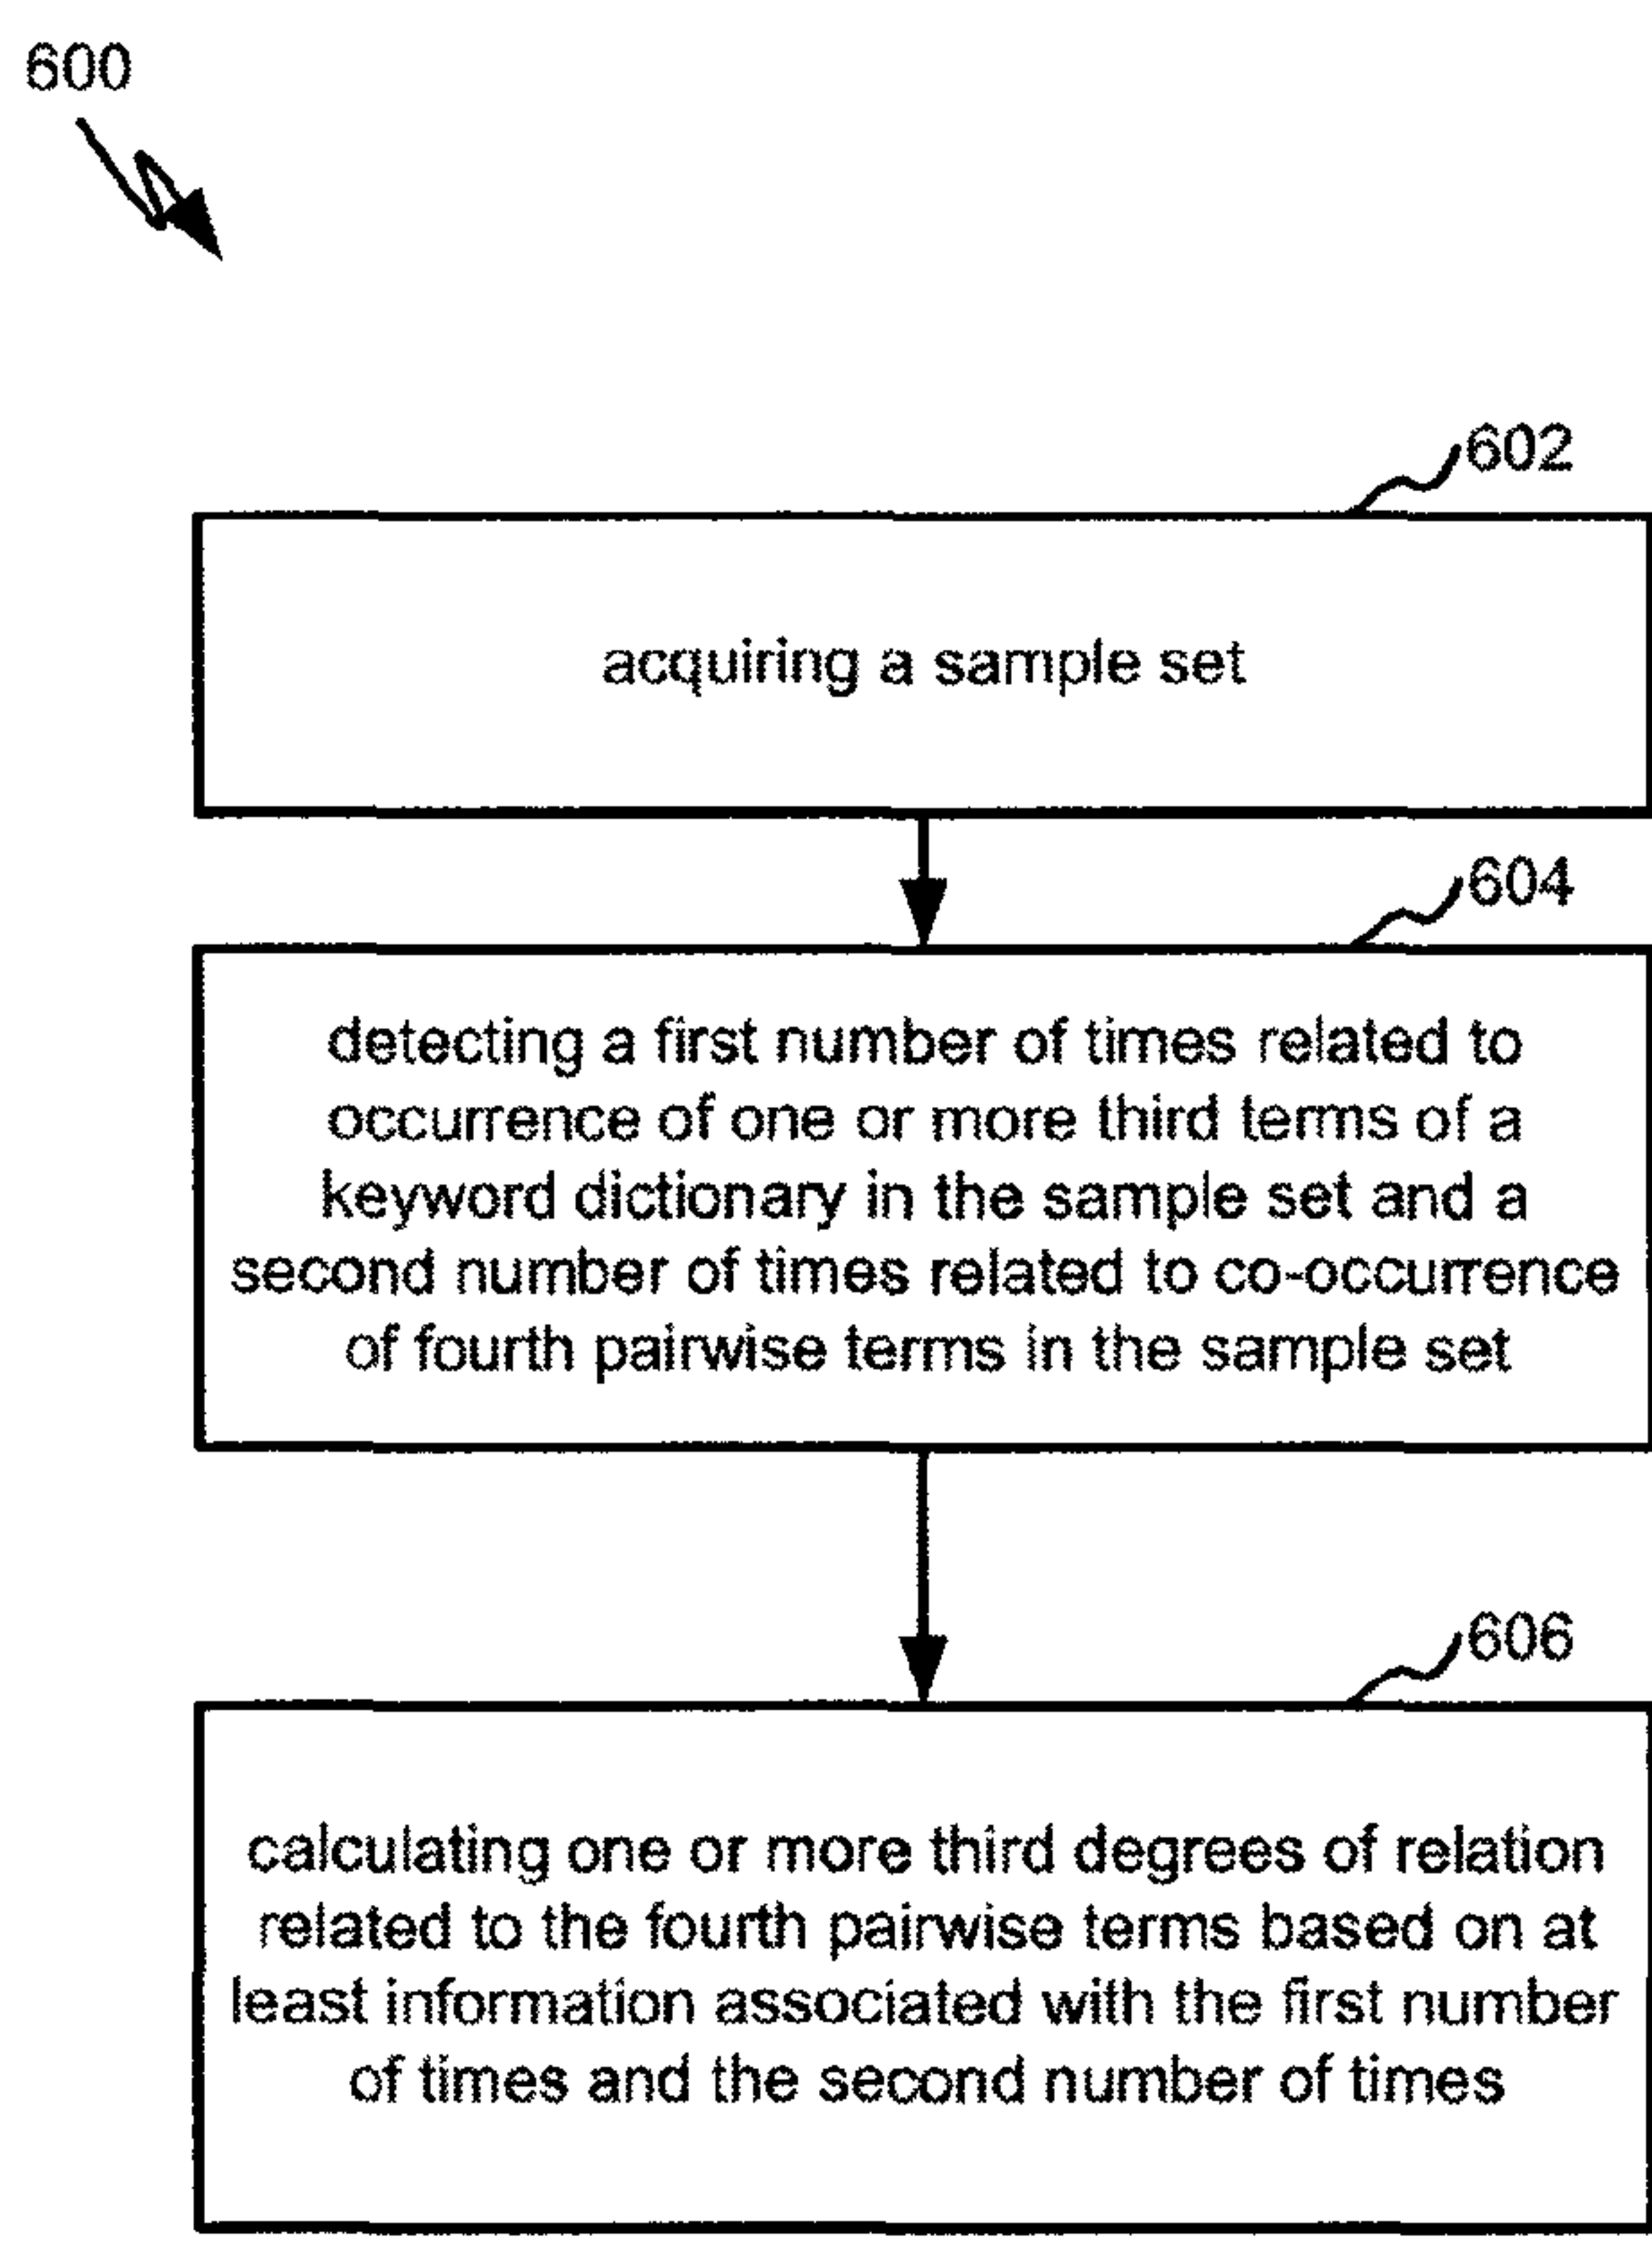 600
602
acquiring a sample set
604
detecting a first number of times related to
occurrence of one or more third terms of a
keyword dictionary in the sample set and a
second number of times related to co-occurrence
of fourth pairwise terms in the sample set
606
calculating one or more third degrees of relation
related to the fourth pairwise terms based on at
least information associated with the first number
of times and the second number of times